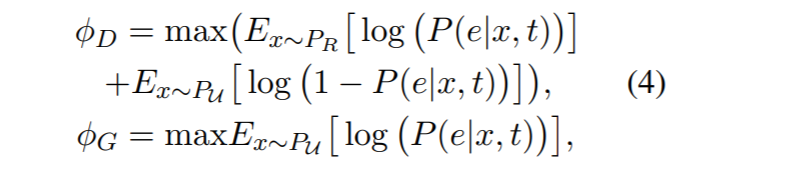 ϕ_D = max(E_{x∼P_R}[log(P(e|x, t))]
+E_{x∼P_𝒰}[log(1 − P(e|x, t))]), (4)
ϕ_G = maxE_{x∼P_𝒰}[log(P(e|x, t))],